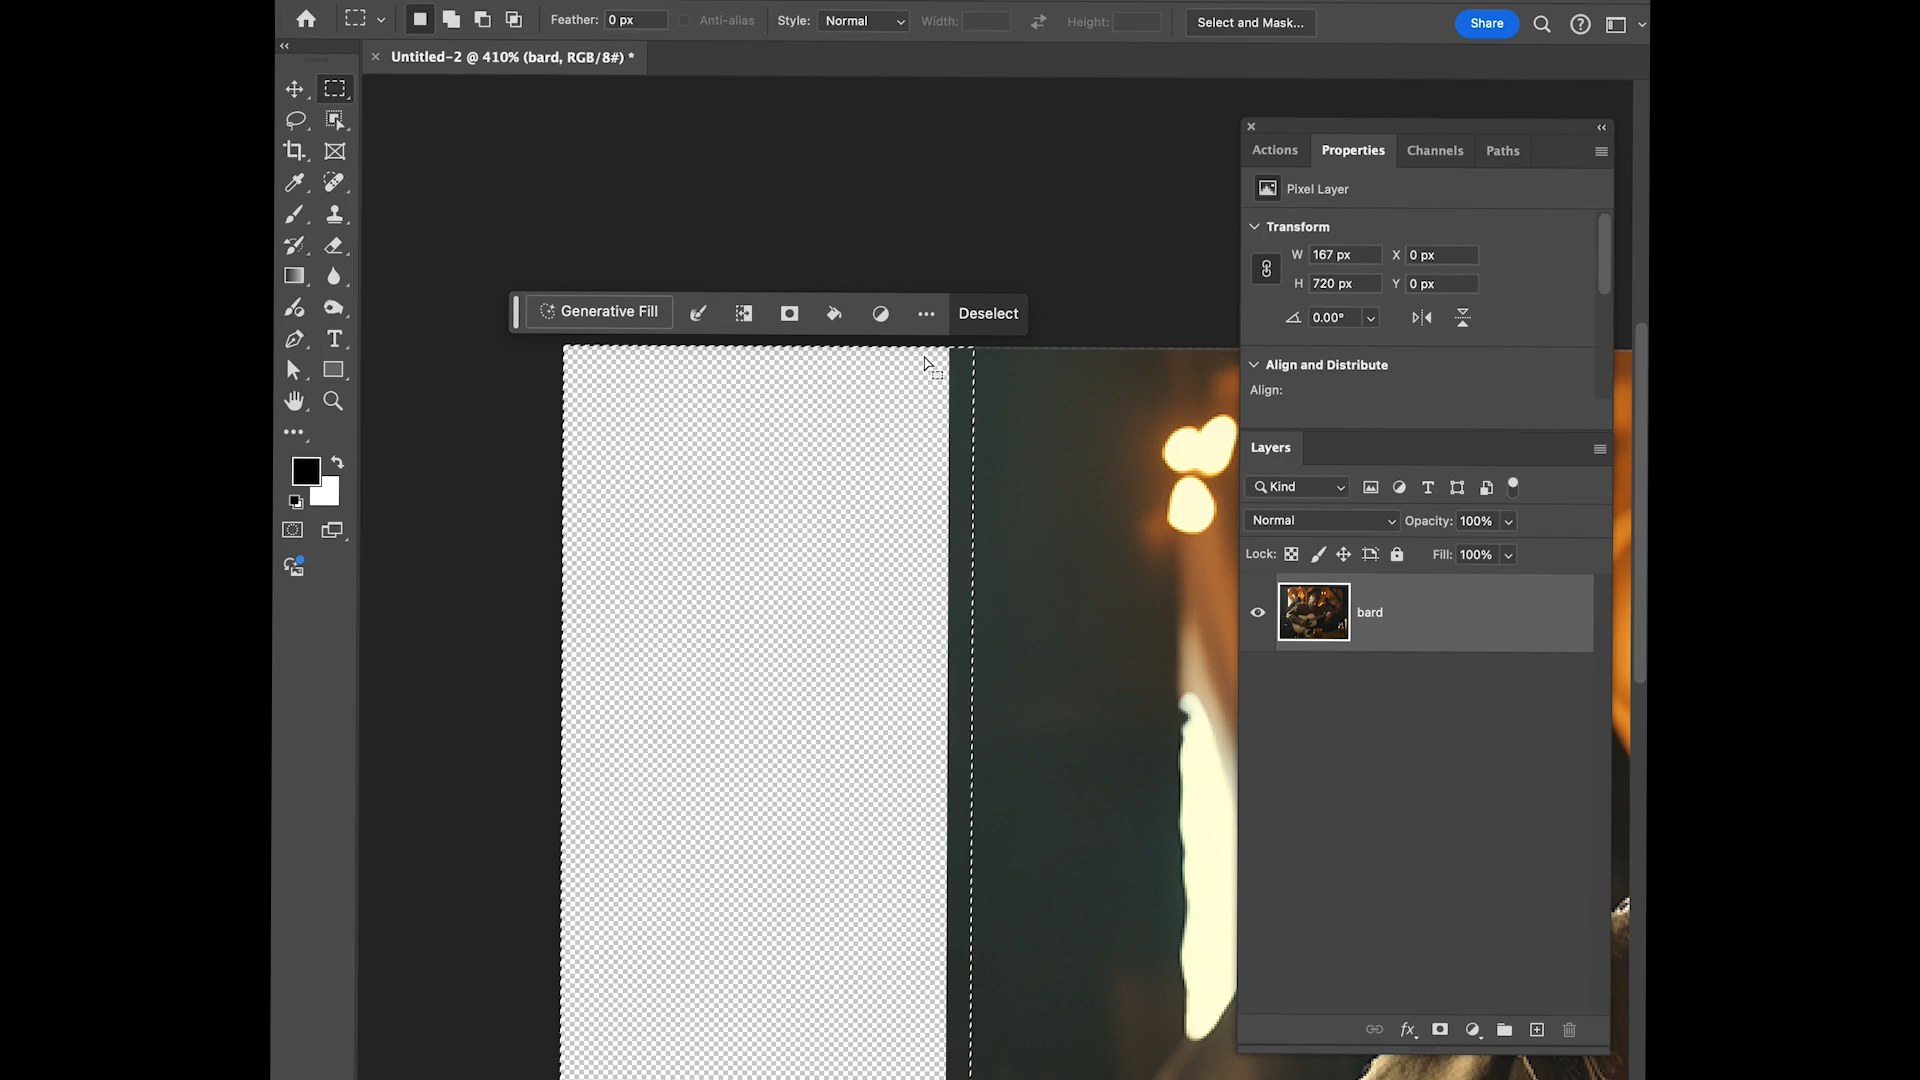 Feather: 0 px Anti-alias Style: Normal Width: Height: Select and Mask... Share
Untitled-2 @ 410% (bard, RGB/8#) *
Actions Properties Channels Paths
Pixel Layer
Transform
W 167 px X 0 px
H 720 px Y 0 px
0.00°
Generative Fill Deselect
Align and Distribute
Align:
Layers
Kind
Normal Opacity: 100%
Lock: Fill: 100%
bard